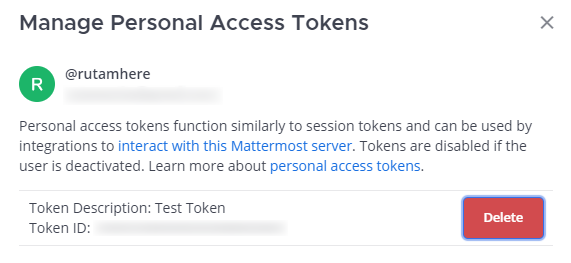 Manage Personal Access Tokens
R
@rutamhere
Personal access tokens function similarly to session tokens and can be used by
integrations to interact with this Mattermost server. Tokens are disabled if the
user is deactivated. Learn more about personal access tokens.
Token Description: Test Token
Token ID:
Delete